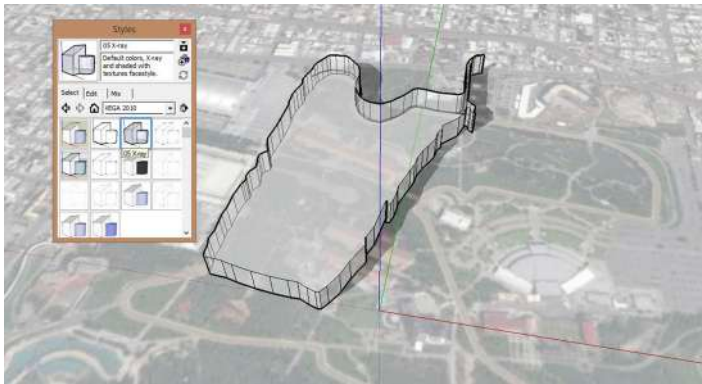 Styles
05 X-ray
Default colors, X-ray
and shaded with
textures facestyle.
Select Edit Mix
VEGA 2010
05 X-ray